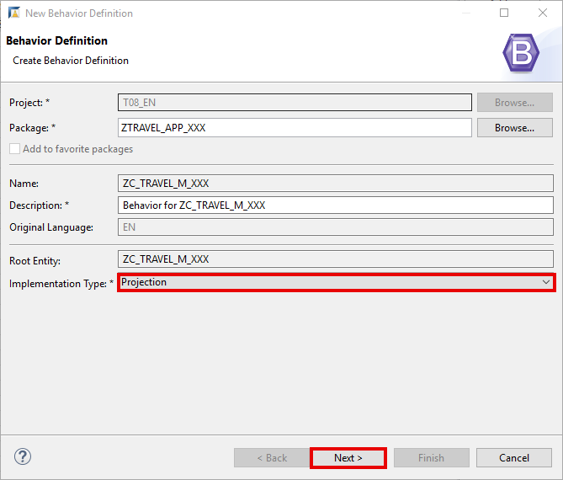 New Behavior Definition
Behavior Definition
Create Behavior Definition
B
Project: * T08_EN Browse...
Package: * ZTRAVEL_APP_XXX Browse...
Add to favorite packages
Name: ZC_TRAVEL_M_XXX
Description: * Behavior for ZC_TRAVEL_M_XXX
Original Language: EN
Root Entity: ZC_TRAVEL_M_XXX
Implementation Type: * Projection
? < Back Next > Finish Cancel